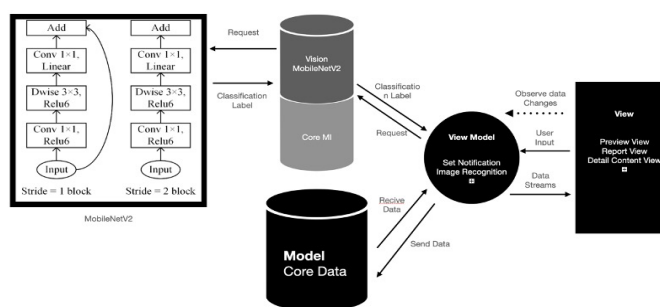 Add
Conv 1×1,
Linear
Dwise 3×3,
Relu6
Conv 1×1,
Relu6
Input
Stride = 1 block
Add
Conv 1×1,
Linear
Dwise 3×3,
Relu6
Conv 1×1,
Relu6
Input
Stride = 2 block
MobileNetV2
Request
Classification
Label
Vision
MobileNetV2
Core Ml
Classificatio
n Label
Request
View Model
Set Notification
Image Recognition
Observe data
Changes
User
Input
Data
Streams
View
Preview View
Report View
Detail Content View
Recive
Data
Send Data
Model
Core Data